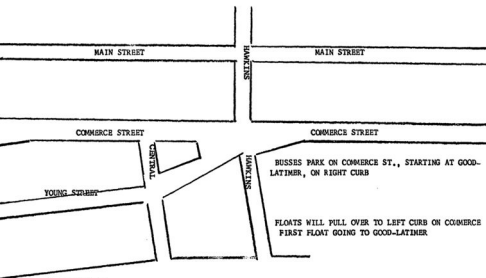 MAIN STREET
MAIN STREET
HAWKINS
COMMERCE STREET
COMMERCE STREET
CENTRAL
HAWKINS
YOUNG STREET
BUSSES PARK ON COMMERCE ST., STARTING AT GOOD-
LATIMER, ON RIGHT CURB
FLOATS WILL PULL OVER TO LEFT CURB ON COMMERCE
FIRST FLOAT GOING TO GOOD-LATIMER